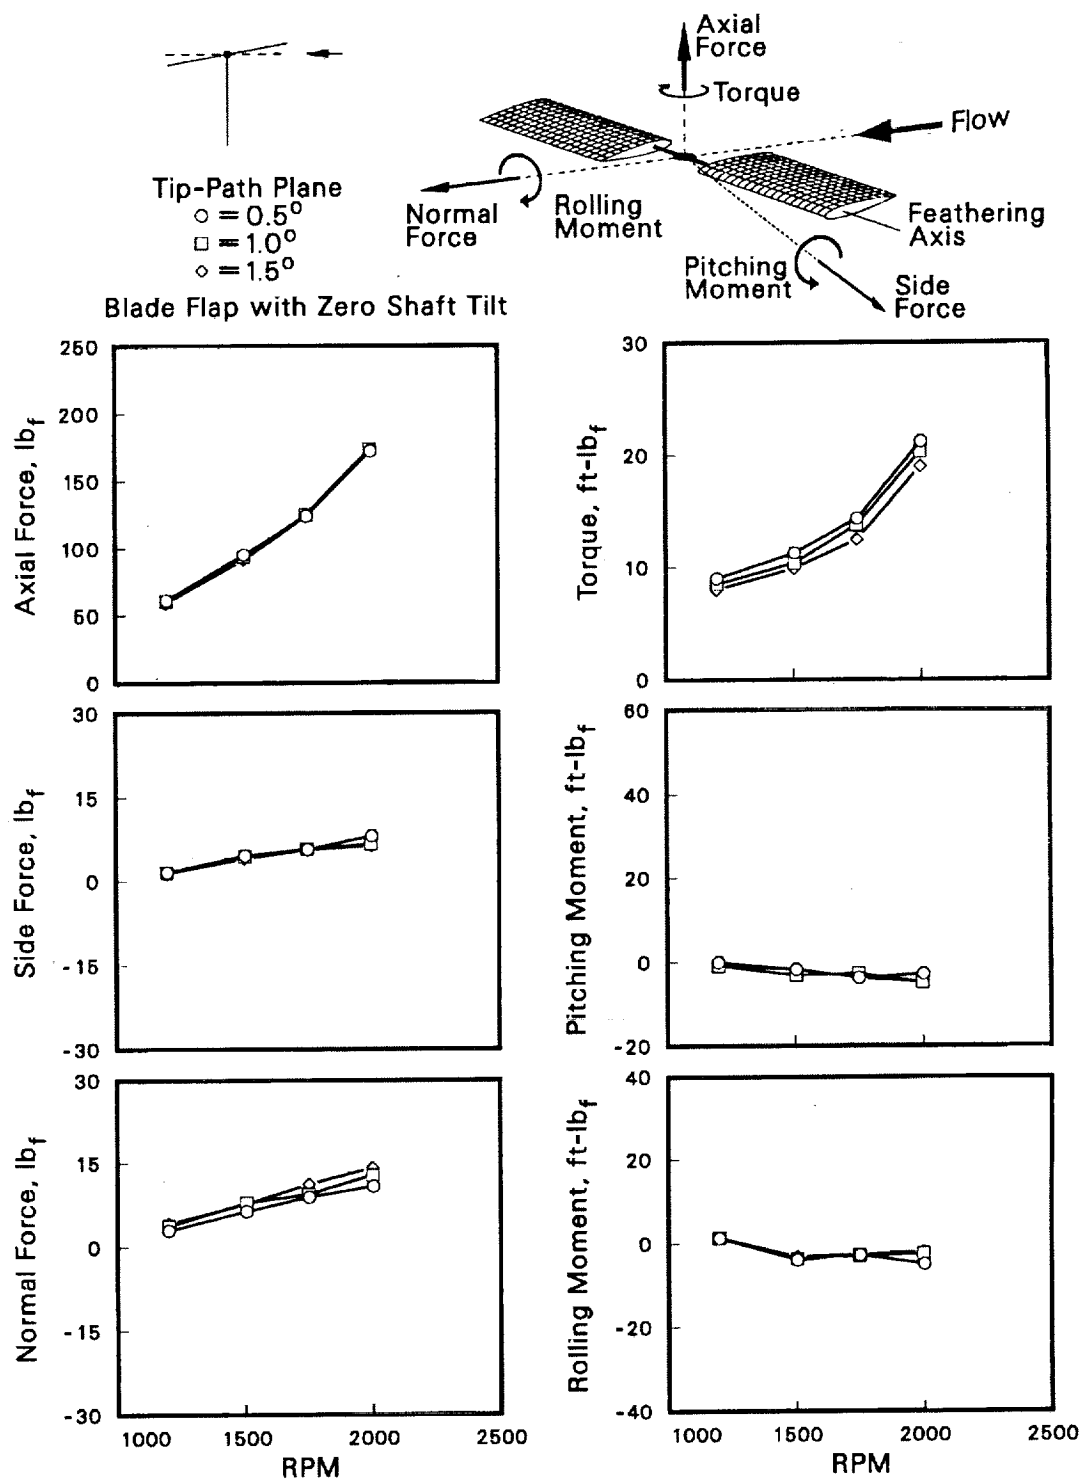 Axial
Force
Torque
Flow
Tip-Path Plane
○ = 0.5°
□ = 1.0°
◇ = 1.5°
Blade Flap with Zero Shaft Tilt
Normal
Force
Rolling
Moment
Feathering
Axis
Pitching
Moment
Side
Force
250
200
150
100
50
0
Axial Force, lbf
30
20
10
0
Torque, ft-lbf
30
15
0
-15
-30
Side Force, lbf
60
40
20
0
-20
Pitching Moment, ft-lbf
30
15
0
-15
-30
Normal Force, lbf
1000 1500 2000 2500
RPM
40
20
0
-20
-40
Rolling Moment, ft-lbf
1000 1500 2000 2500
RPM